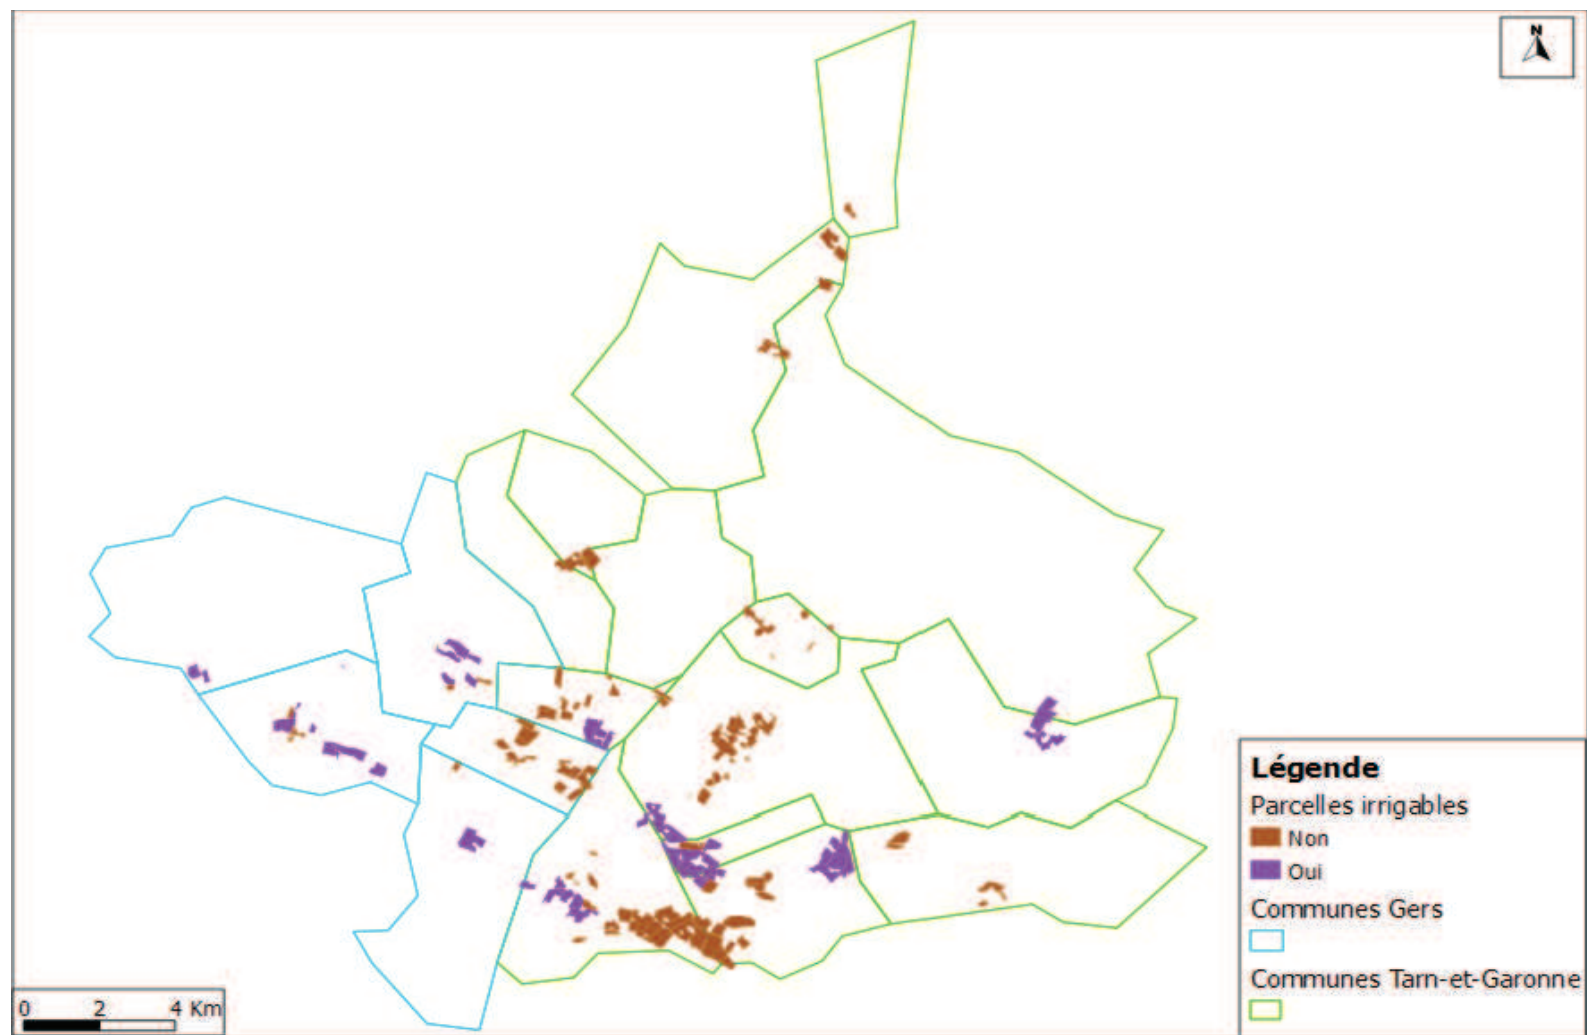 N
Légende
Parcelles irrigables
Non
Oui
Communes Gers
Communes Tarn-et-Garonne
0 2 4 Km